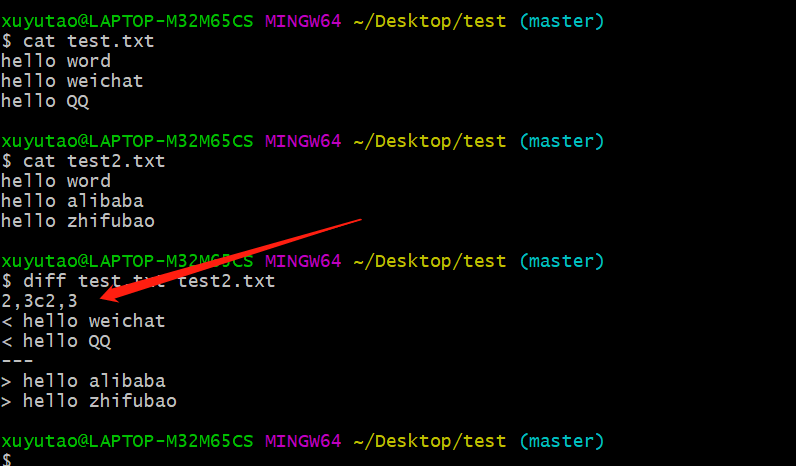 xuyutao@LAPTOP-M32M65CS MINGW64 ~/Desktop/test (master)
$ cat test.txt
hello word
hello weichat
hello QQ
xuyutao@LAPTOP-M32M65CS MINGW64 ~/Desktop/test (master)
$ cat test2.txt
hello word
hello alibaba
hello zhifubao
xuyutao@LAPTOP-M32M65CS MINGW64 ~/Desktop/test (master)
$ diff test.txt test2.txt
2,3c2,3
< hello weichat
< hello QQ
---
> hello alibaba
> hello zhifubao
xuyutao@LAPTOP-M32M65CS MINGW64 ~/Desktop/test (master)
$